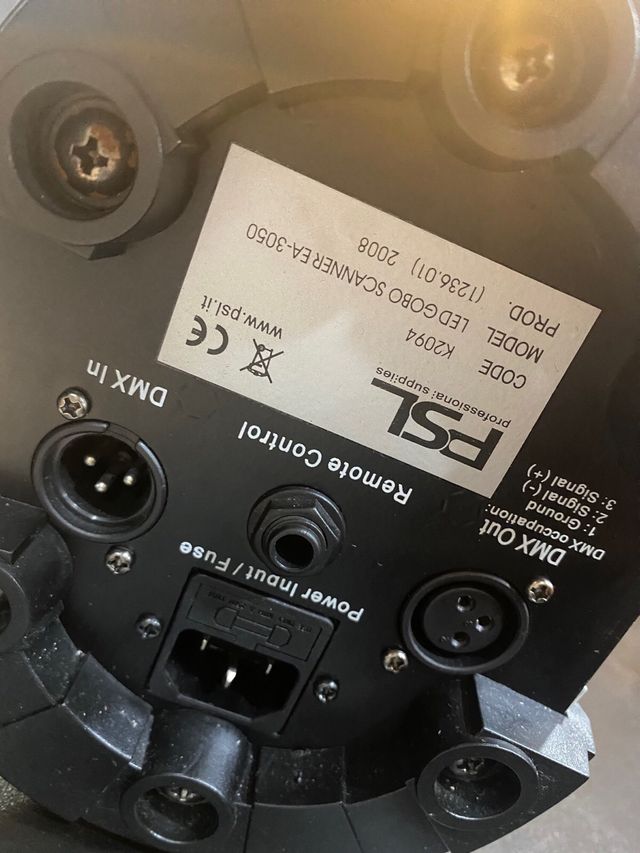 PSL
professional supplies
CODE K2094
MODEL LED GOBO SCANNER EA-3050
PROD. (1236.01) 2008
CE
www.psl.it
DMX Out
DMX occupation:
1: Ground
2: Signal (-)
3: Signal (+)
Remote Control
DMX In
Power Input / Fuse